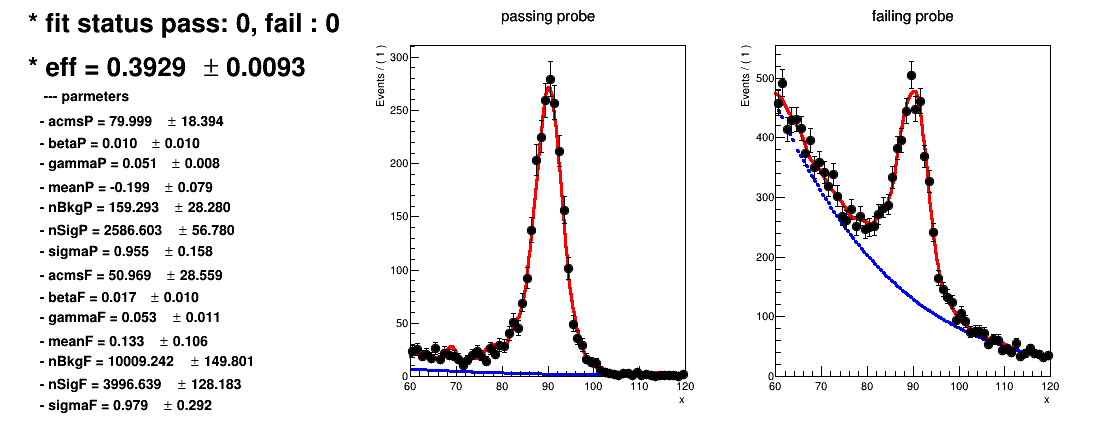 * fit status pass: 0, fail : 0
* eff = 0.3929 ± 0.0093
--- parmeters
- acmsP = 79.999 ± 18.394
- betaP = 0.010 ± 0.010
- gammaP = 0.051 ± 0.008
- meanP = -0.199 ± 0.079
- nBkgP = 159.293 ± 28.280
- nSigP = 2586.603 ± 56.780
- sigmaP = 0.955 ± 0.158
- acmsF = 50.969 ± 28.559
- betaF = 0.017 ± 0.010
- gammaF = 0.053 ± 0.011
- meanF = 0.133 ± 0.106
- nBkgF = 10009.242 ± 149.801
- nSigF = 3996.639 ± 128.183
- sigmaF = 0.979 ± 0.292
passing probe
Events / ( 1 )
300
250
200
150
100
50
0
60 70 80 90 100 110 120
x
failing probe
Events / ( 1 )
500
400
300
200
100
0
60 70 80 90 100 110 120
x